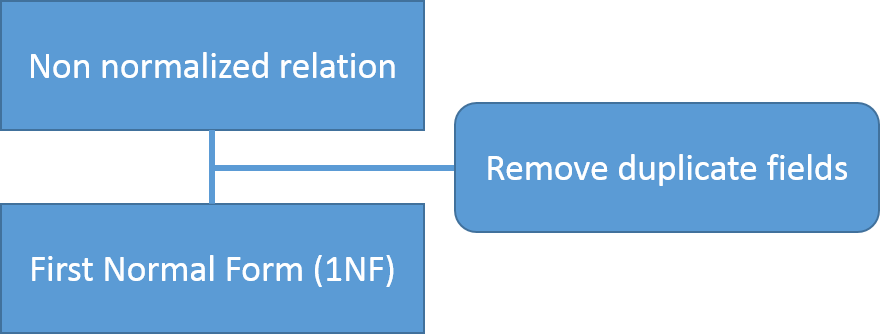 Non normalized relation
Remove duplicate fields
First Normal Form (1NF)